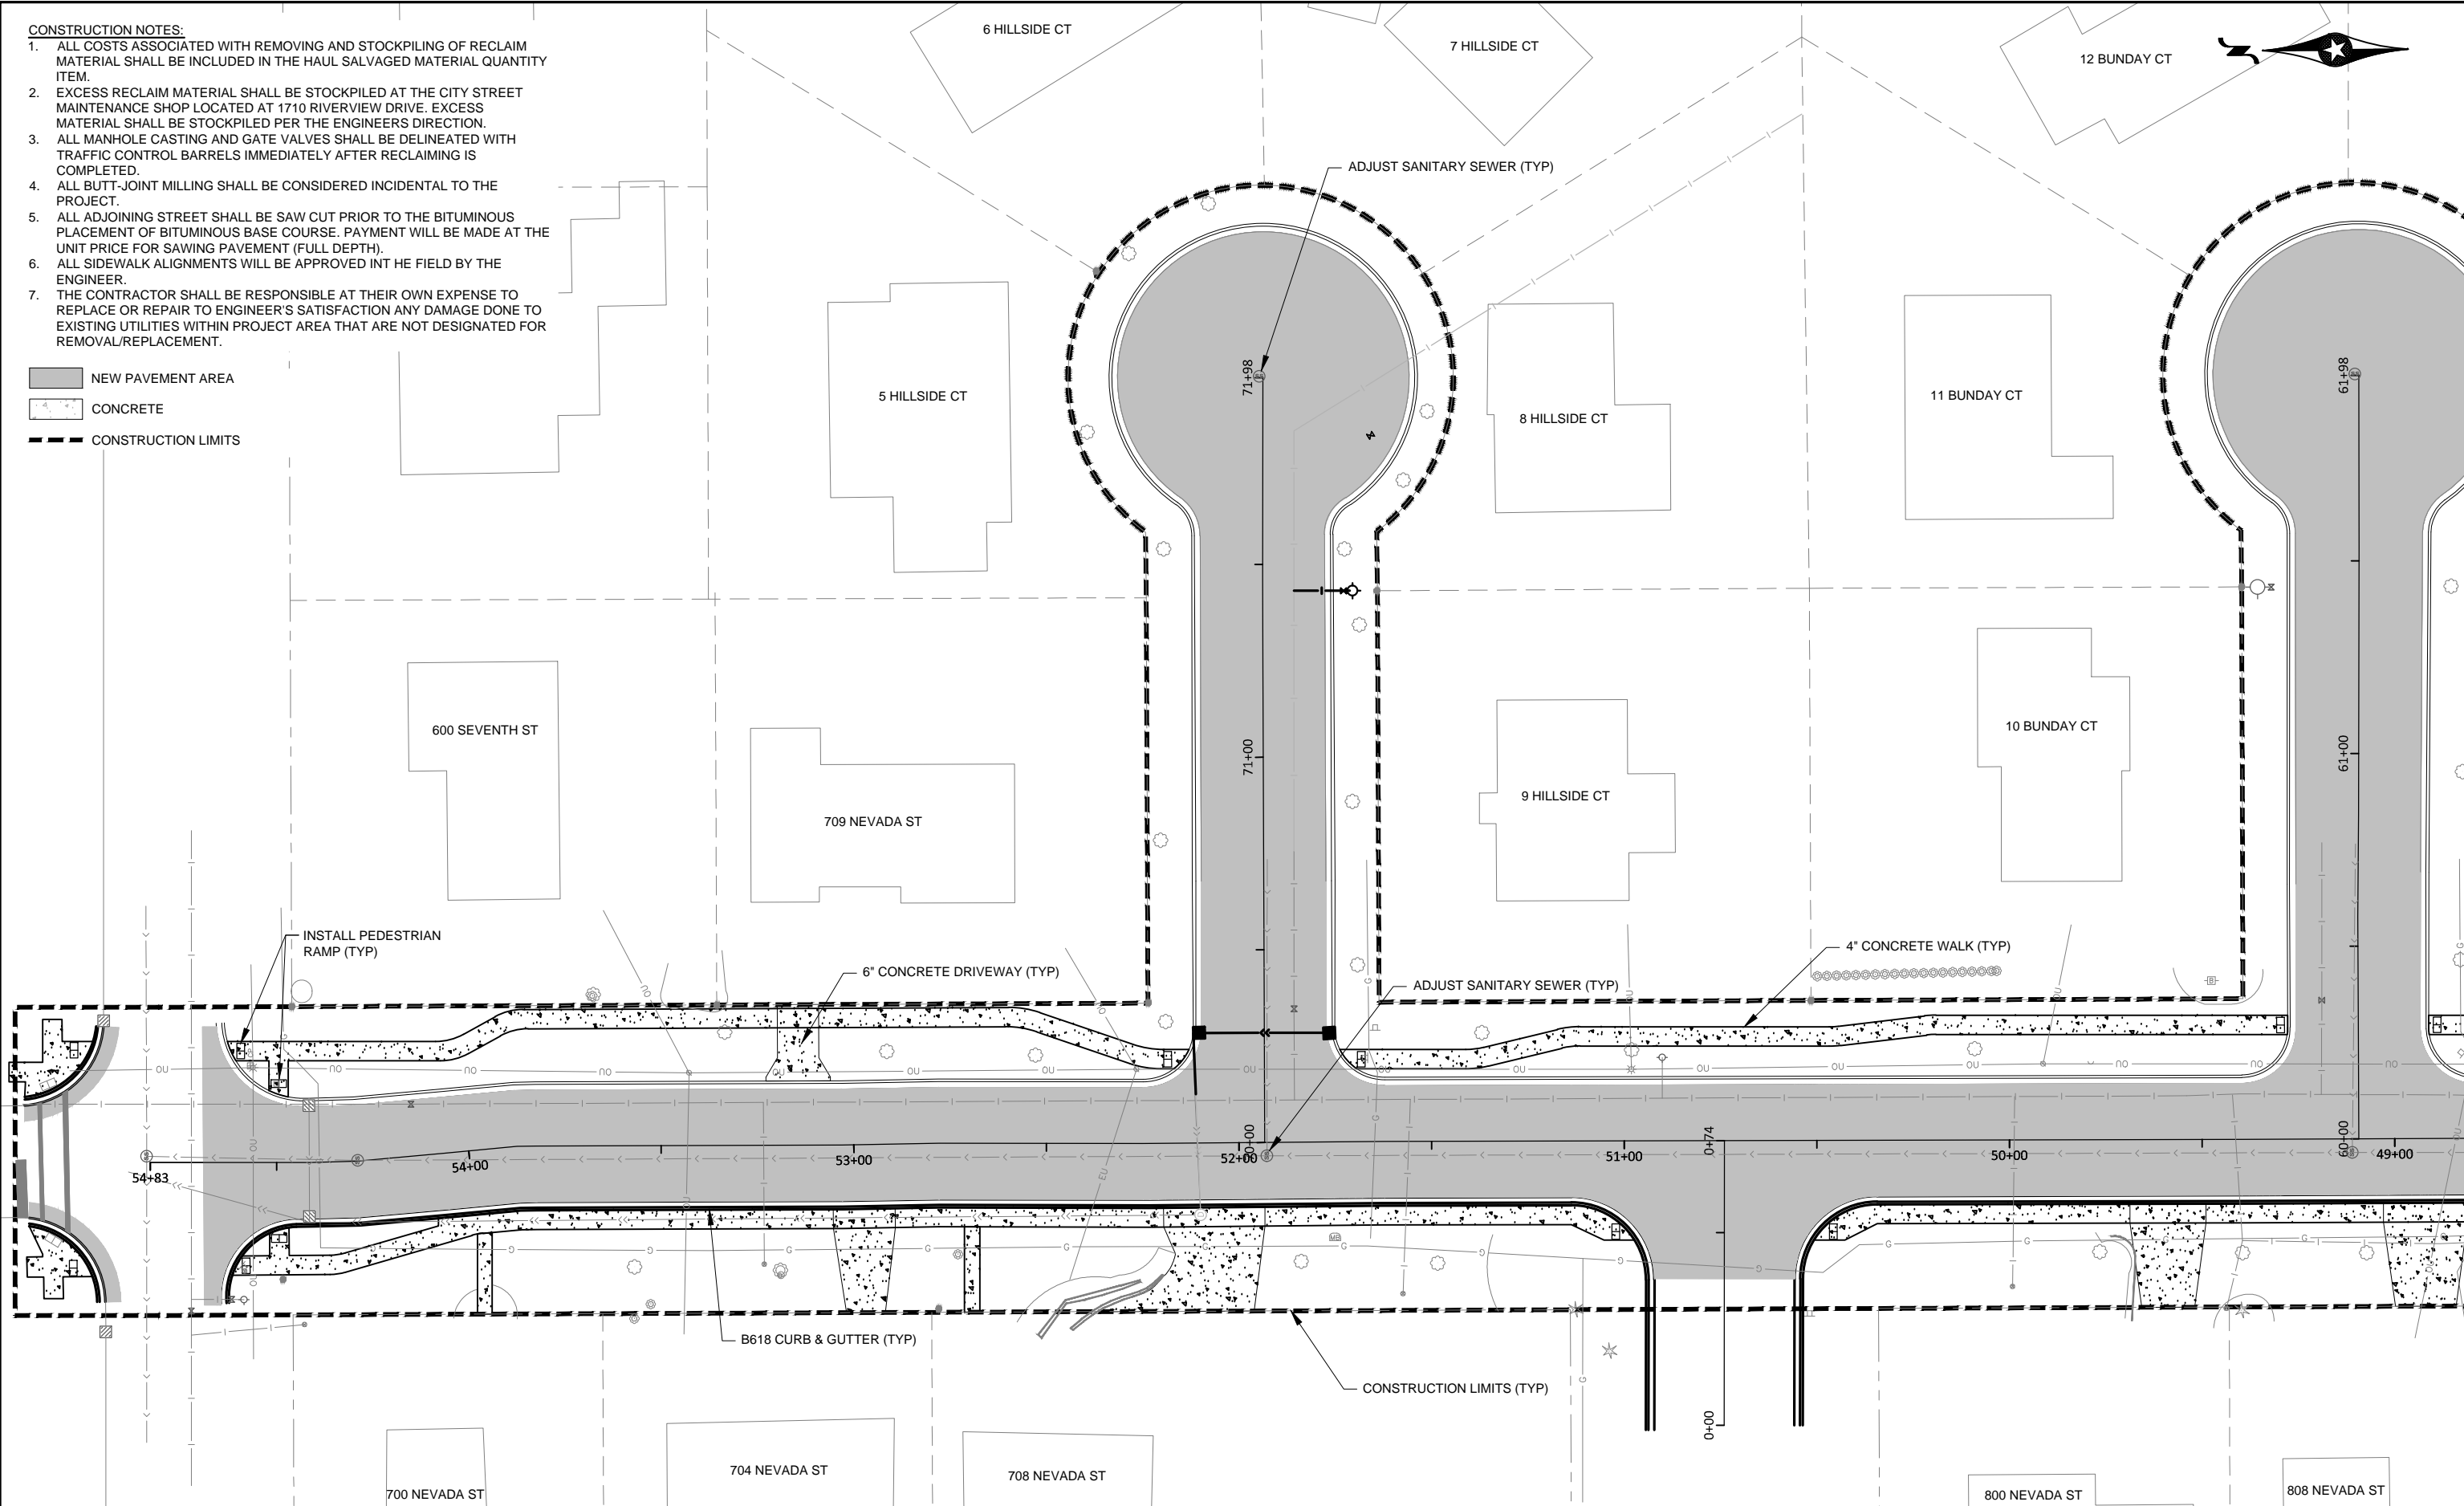 CONSTRUCTION NOTES:
1. ALL COSTS ASSOCIATED WITH REMOVING AND STOCKPILING OF RECLAIM
MATERIAL SHALL BE INCLUDED IN THE HAUL SALVAGED MATERIAL QUANTITY
ITEM.
2. EXCESS RECLAIM MATERIAL SHALL BE STOCKPILED AT THE CITY STREET
MAINTENANCE SHOP LOCATED AT 1710 RIVERVIEW DRIVE. EXCESS
MATERIAL SHALL BE STOCKPILED PER THE ENGINEERS DIRECTION.
3. ALL MANHOLE CASTING AND GATE VALVES SHALL BE DELINEATED WITH
TRAFFIC CONTROL BARRELS IMMEDIATELY AFTER RECLAIMING IS
COMPLETED.
4. ALL BUTT-JOINT MILLING SHALL BE CONSIDERED INCIDENTAL TO THE
PROJECT.
5. ALL ADJOINING STREET SHALL BE SAW CUT PRIOR TO THE BITUMINOUS
PLACEMENT OF BITUMINOUS BASE COURSE. PAYMENT WILL BE MADE AT THE
UNIT PRICE FOR SAWING PAVEMENT (FULL DEPTH).
6. ALL SIDEWALK ALIGNMENTS WILL BE APPROVED INT HE FIELD BY THE
ENGINEER.
7. THE CONTRACTOR SHALL BE RESPONSIBLE AT THEIR OWN EXPENSE TO
REPLACE OR REPAIR TO ENGINEER'S SATISFACTION ANY DAMAGE DONE TO
EXISTING UTILITIES WITHIN PROJECT AREA THAT ARE NOT DESIGNATED FOR
REMOVAL/REPLACEMENT.
NEW PAVEMENT AREA
CONCRETE
CONSTRUCTION LIMITS
6 HILLSIDE CT
7 HILLSIDE CT
12 BUNDAY CT
N
ADJUST SANITARY SEWER (TYP)
71+98
61+98
5 HILLSIDE CT
8 HILLSIDE CT
11 BUNDAY CT
600 SEVENTH ST
709 NEVADA ST
71+00
9 HILLSIDE CT
10 BUNDAY CT
61+00
INSTALL PEDESTRIAN
RAMP (TYP)
6" CONCRETE DRIVEWAY (TYP)
ADJUST SANITARY SEWER (TYP)
4" CONCRETE WALK (TYP)
54+83
54+00
53+00
52+00
51+00
0+74
50+00
60+00
49+00
B618 CURB & GUTTER (TYP)
CONSTRUCTION LIMITS (TYP)
0+00
700 NEVADA ST
704 NEVADA ST
708 NEVADA ST
800 NEVADA ST
808 NEVADA ST